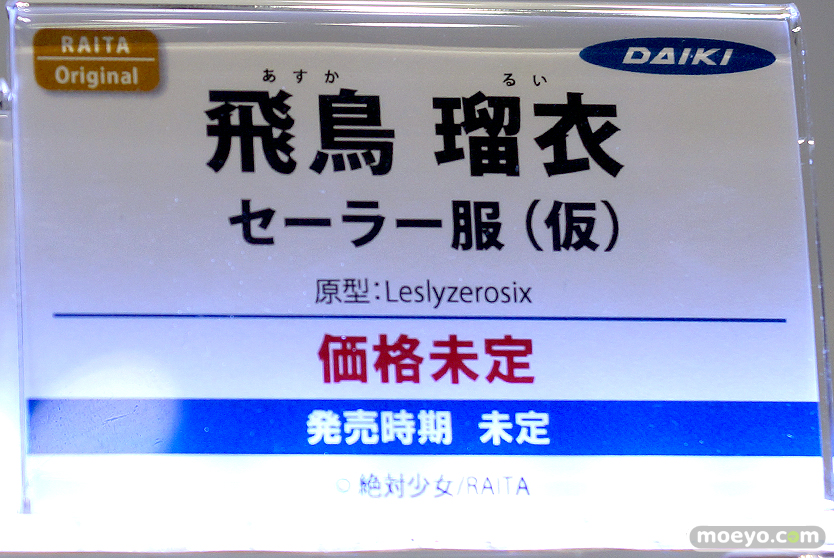 RAITA
Original
DAIKI
あすか るい
飛鳥 瑠衣
セーラー服(仮)
原型:Leslyzerosix
価格未定
発売時期 未定
○ 絶対少女/RAITA
moeyo.com